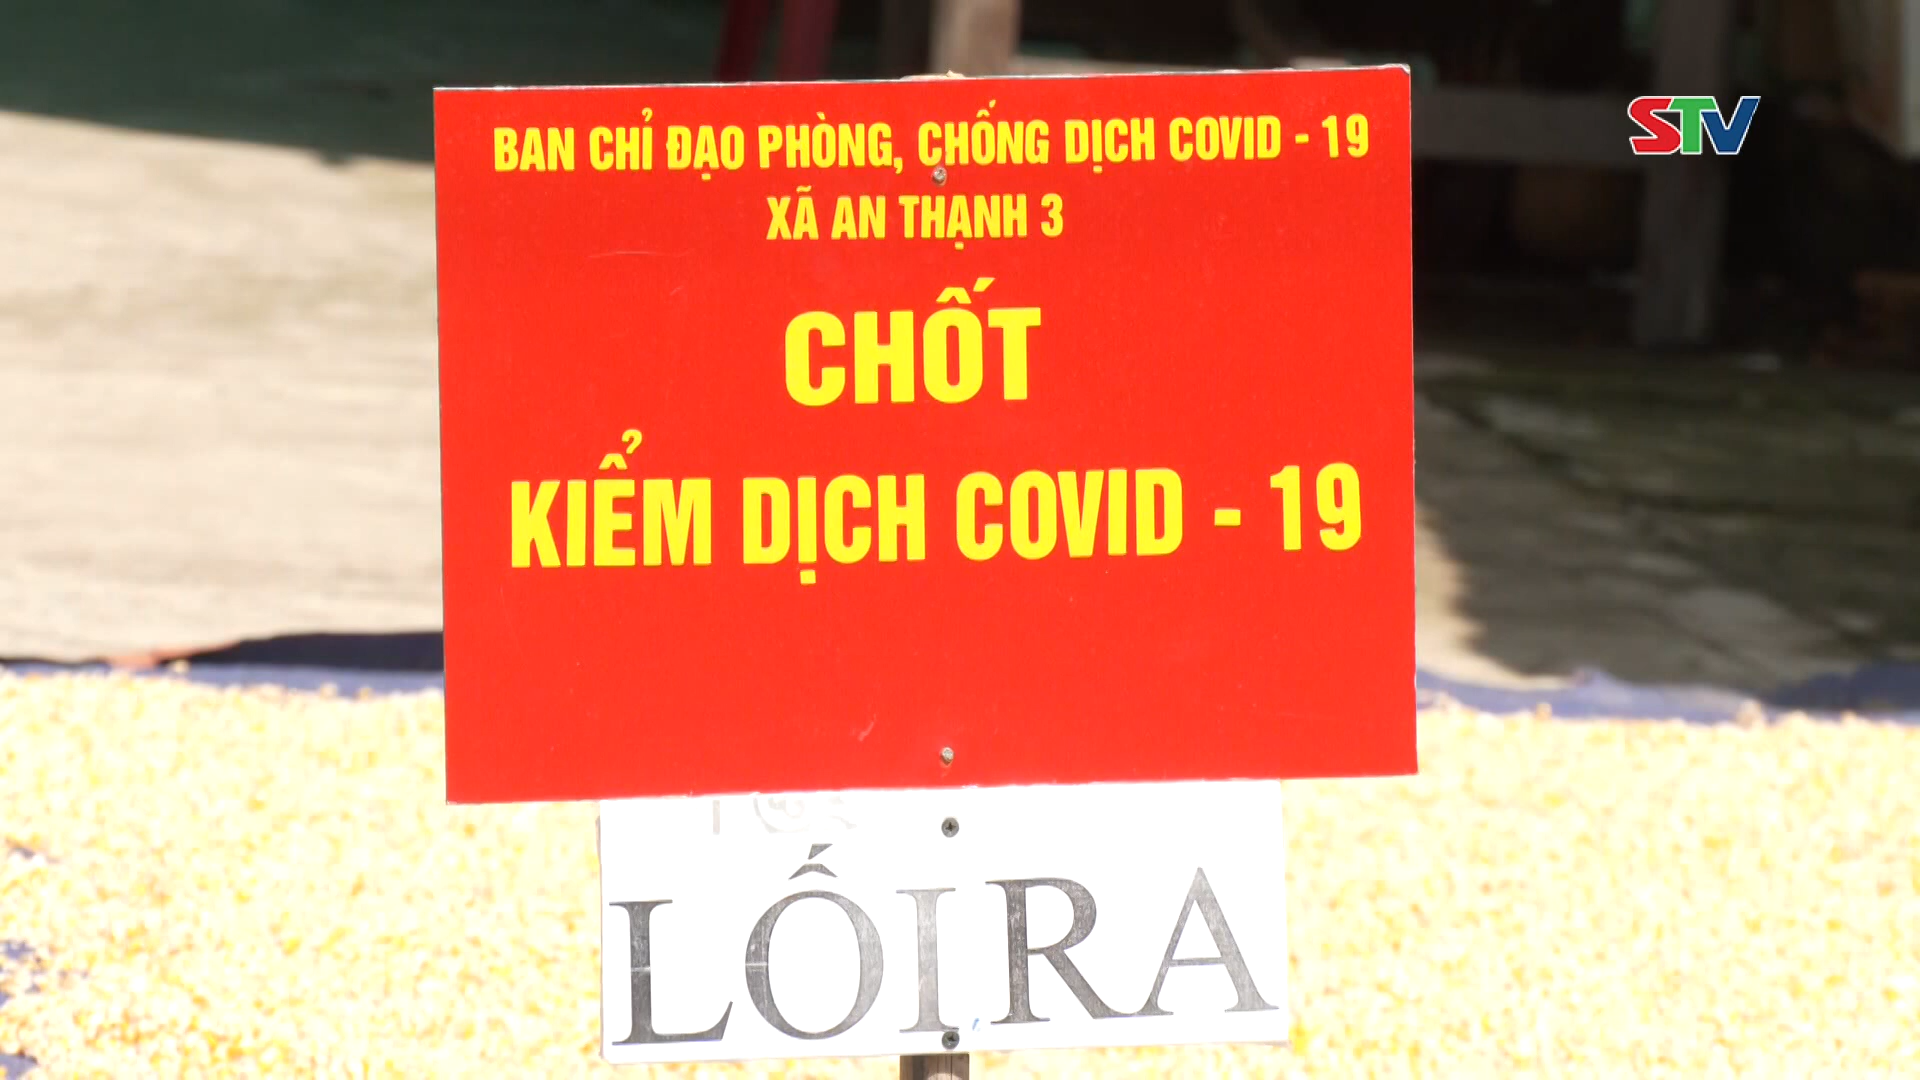 STV
BAN CHỈ ĐẠO PHÒNG, CHỐNG DỊCH COVID - 19
XÃ AN THẠNH 3
CHỐT
KIỂM DỊCH COVID - 19
LỐI RA